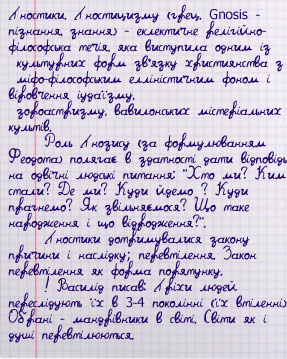 Гностики. Гностицизму (грец. Gnosis -
пізнання, знання) - еклектичне релігійно-
філософська течія, яка виступила одним із
культурних форм зв'язку християнства з
міфо-філософським елліністичним фоном і
віровчення іудаїзму,
зороастризму, вавилонських містеріальних
культів.
Роль Гнозису (за формулюванням
Феодота) полягає в здатності дати відповідь
на одвічні людські питання: "Хто ми? Ким
стали? Де ми? Куди йдемо ? Куди
прагнемо? Як звільняємося? Що таке
народження і що відродження?".
Гностики дотримувалися закону
причини і наслідку; перевтілення. Закон
перевтілення як форма порятунку.
! Василід писав: Гріхи людей
переслідують їх в 3-4 поколінні (їх втіленні)
Обрані - мандрівники в світі. Світи як і
душі перевтілюються.